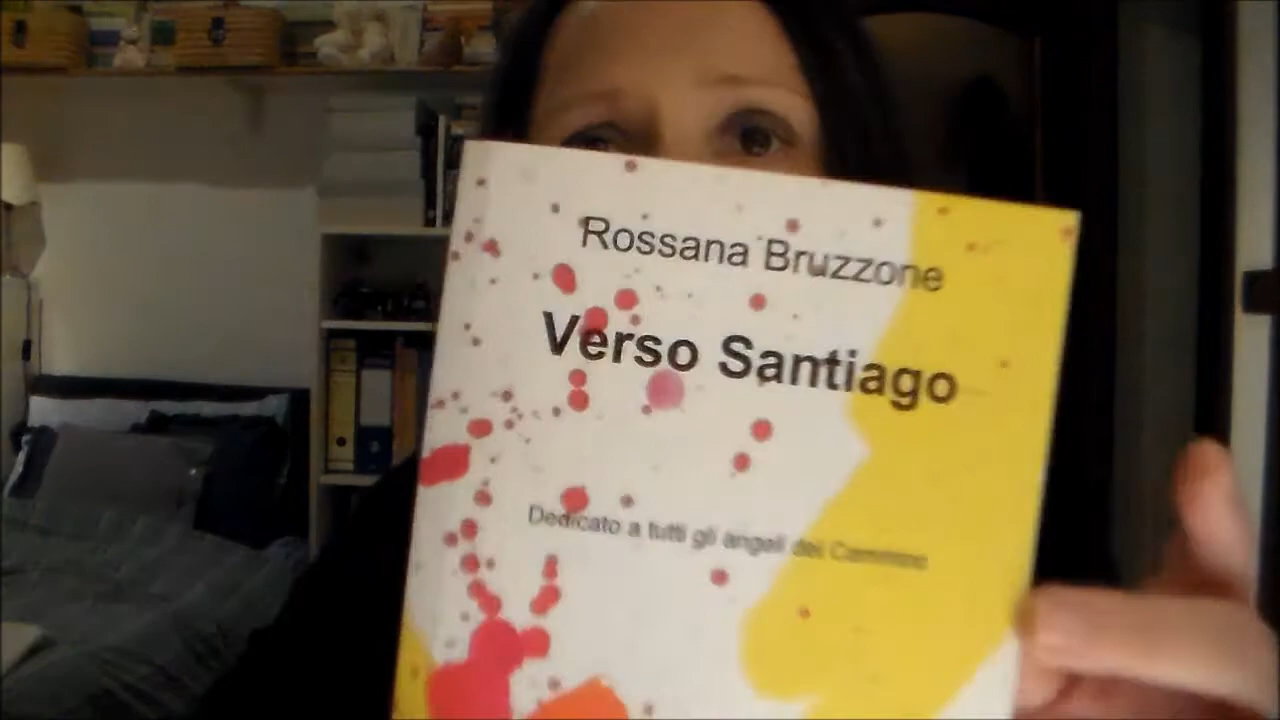 Rossana Bruzzone
Verso Santiago
Dedicato a tutti gli angeli del Cammino